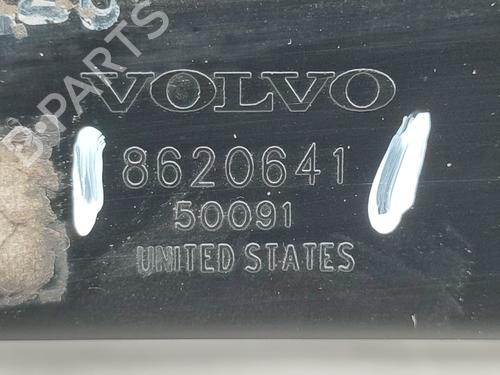 B-PARTS
VOLVO
8620641
50091
UNITED STATES